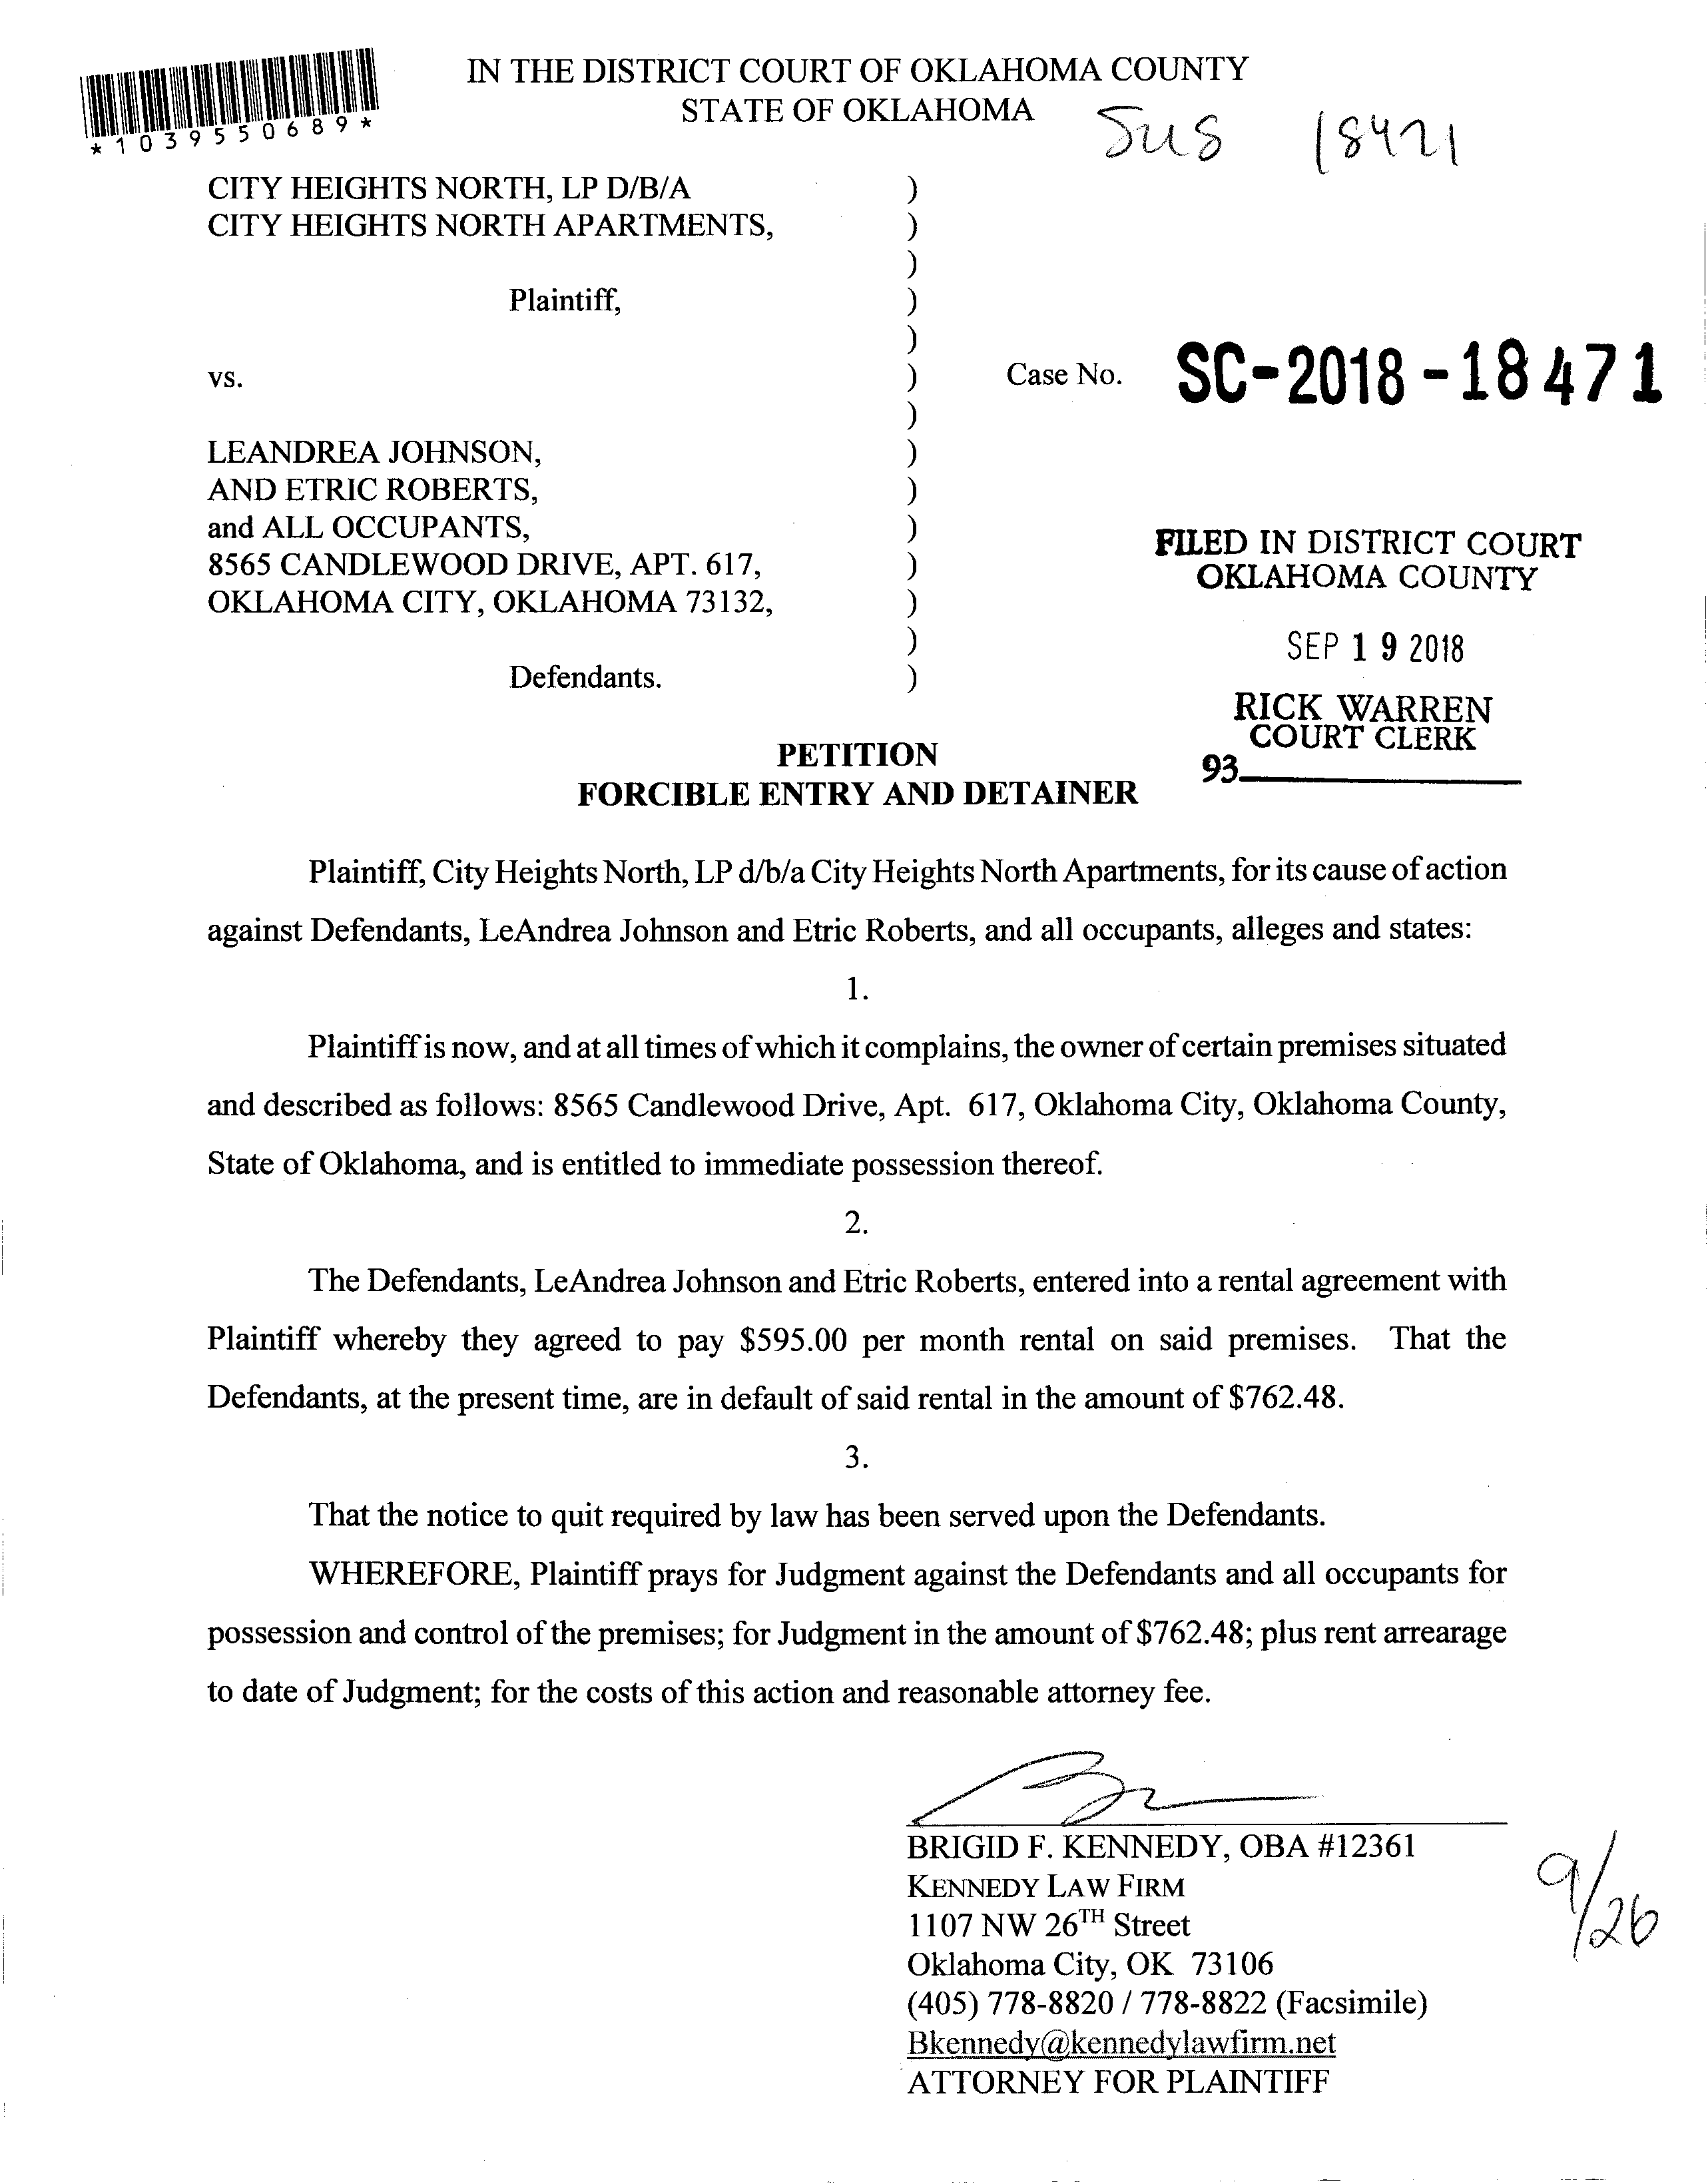 IN THE DISTRICT COURT OF OKLAHOMA COUNTY
STATE OF OKLAHOMA
*1039550689*
Sus 18421
CITY HEIGHTS NORTH, LP D/B/A )
CITY HEIGHTS NORTH APARTMENTS, )
)
Plaintiff, )
)
vs. ) Case No. SC-2018-18471
)
LEANDREA JOHNSON, )
AND ETRIC ROBERTS, )
and ALL OCCUPANTS, )
8565 CANDLEWOOD DRIVE, APT. 617, )
OKLAHOMA CITY, OKLAHOMA 73132, )
)
Defendants. )
FILED IN DISTRICT COURT
OKLAHOMA COUNTY
SEP 19 2018
RICK WARREN
COURT CLERK
93
PETITION
FORCIBLE ENTRY AND DETAINER
Plaintiff, City Heights North, LP d/b/a City Heights North Apartments, for its cause of action
against Defendants, LeAndrea Johnson and Etric Roberts, and all occupants, alleges and states:
1.
Plaintiff is now, and at all times of which it complains, the owner of certain premises situated
and described as follows: 8565 Candlewood Drive, Apt. 617, Oklahoma City, Oklahoma County,
State of Oklahoma, and is entitled to immediate possession thereof.
2.
The Defendants, LeAndrea Johnson and Etric Roberts, entered into a rental agreement with
Plaintiff whereby they agreed to pay $595.00 per month rental on said premises. That the
Defendants, at the present time, are in default of said rental in the amount of $762.48.
3.
That the notice to quit required by law has been served upon the Defendants.
WHEREFORE, Plaintiff prays for Judgment against the Defendants and all occupants for
possession and control of the premises; for Judgment in the amount of $762.48; plus rent arrearage
to date of Judgment; for the costs of this action and reasonable attorney fee.
BRIGID F. KENNEDY, OBA #12361
KENNEDY LAW FIRM
1107 NW 26TH Street
Oklahoma City, OK 73106
(405) 778-8820 / 778-8822 (Facsimile)
Bkennedy@kennedylawfirm.net
ATTORNEY FOR PLAINTIFF
9/26